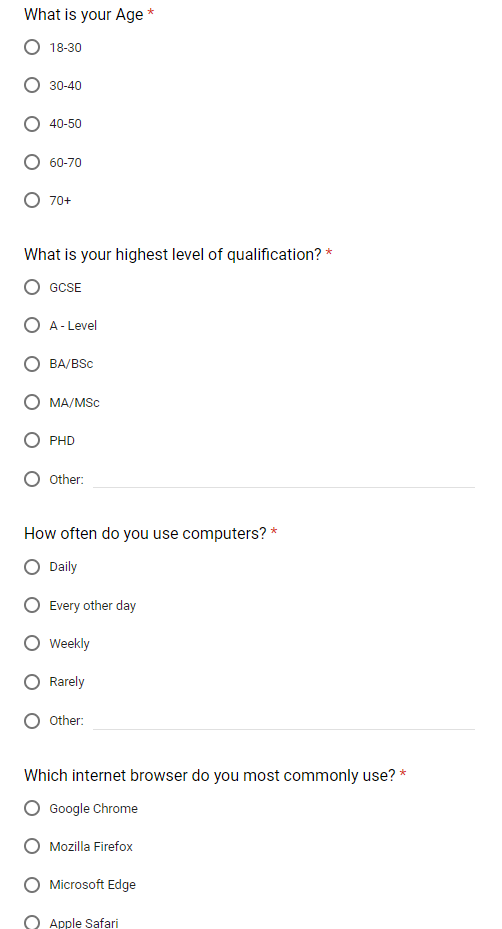 What is your Age *
18-30
30-40
40-50
60-70
70+
What is your highest level of qualification? *
GCSE
A - Level
BA/BSc
MA/MSc
PHD
Other:
How often do you use computers? *
Daily
Every other day
Weekly
Rarely
Other:
Which internet browser do you most commonly use? *
Google Chrome
Mozilla Firefox
Microsoft Edge
Apple Safari